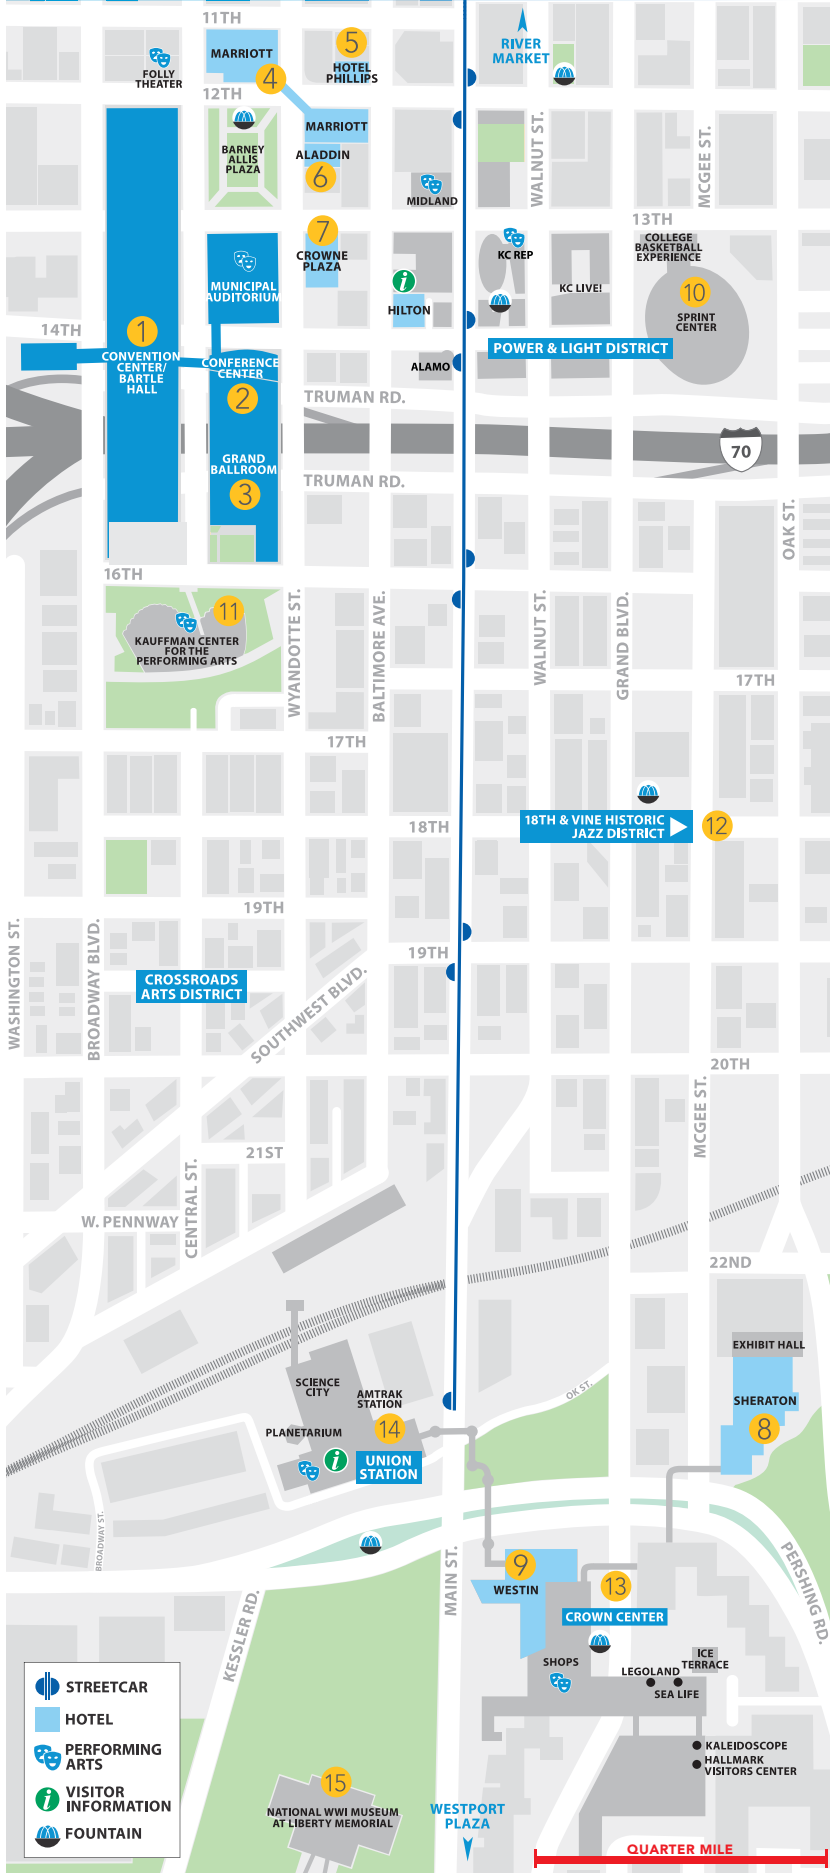 11TH
RIVER
MARKET
MARRIOTT
5
HOTEL
PHILLIPS
FOLLY
THEATER
4
12TH
MARRIOTT
BARNEY
ALLIS
PLAZA
ALADDIN
6
MIDLAND
WALNUT ST.
MCGEE ST.
13TH
7
CROWNE
PLAZA
KC REP
COLLEGE
BASKETBALL
EXPERIENCE
MUNICIPAL
AUDITORIUM
i
HILTON
KC LIVE!
10
SPRINT
CENTER
14TH
1
CONVENTION
CENTER/
BARTLE
HALL
CONFERENCE
CENTER
2
POWER & LIGHT DISTRICT
ALAMO
TRUMAN RD.
70
GRAND
BALLROOM
3
TRUMAN RD.
OAK ST.
16TH
11
KAUFFMAN CENTER
FOR THE
PERFORMING ARTS
WYANDOTTE ST.
BALTIMORE AVE.
WALNUT ST.
GRAND BLVD.
17TH
17TH
18TH
18TH & VINE HISTORIC
JAZZ DISTRICT
12
19TH
19TH
WASHINGTON ST.
BROADWAY BLVD.
CROSSROADS
ARTS DISTRICT
SOUTHWEST BLVD.
20TH
MCGEE ST.
21ST
CENTRAL ST.
W. PENNWAY
22ND
EXHIBIT HALL
SCIENCE
CITY
AMTRAK
STATION
OK ST.
SHERATON
8
PLANETARIUM
14
i
UNION
STATION
BROADWAY ST.
MAIN ST.
9
WESTIN
13
CROWN CENTER
PERSHING RD.
KESSLER RD.
SHOPS
ICE
TERRACE
LEGOLAND
SEA LIFE
KALEIDOSCOPE
HALLMARK
VISITORS CENTER
STREETCAR
HOTEL
PERFORMING
ARTS
i
VISITOR
INFORMATION
FOUNTAIN
15
NATIONAL WWI MUSEUM
AT LIBERTY MEMORIAL
WESTPORT
PLAZA
QUARTER MILE